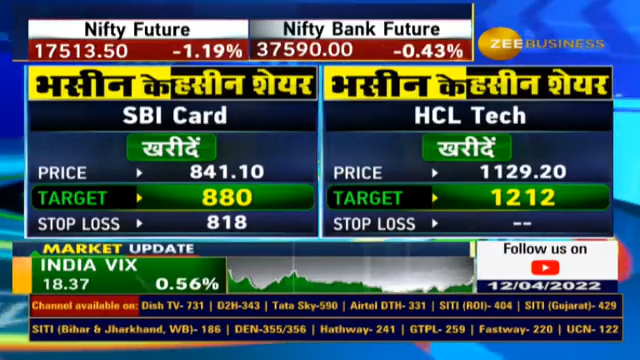 Nifty Future
17513.50 -1.19%
Nifty Bank Future
37590.00 -0.43%
ZEE BUSINESS
भसीन के हसीन शेयर
SBI Card
खरीदें
PRICE 841.10
TARGET 880
STOP LOSS 818
भसीन के हसीन शेयर
HCL Tech
खरीदें
PRICE 1129.20
TARGET 1212
STOP LOSS --
MARKET UPDATE
INDIA VIX
18.37 0.56%
Follow us on
12/04/2022
Channel available on: Dish TV- 731 | D2H-343 | Tata Sky-590 | Airtel DTH- 331 | SITI (ROI)- 404 | SITI (Gujarat)- 429
SITI (Bihar & Jharkhand, WB)- 186 | DEN-355/356 | Hathway- 241 | GTPL- 259 | Fastway- 220 | UCN- 122